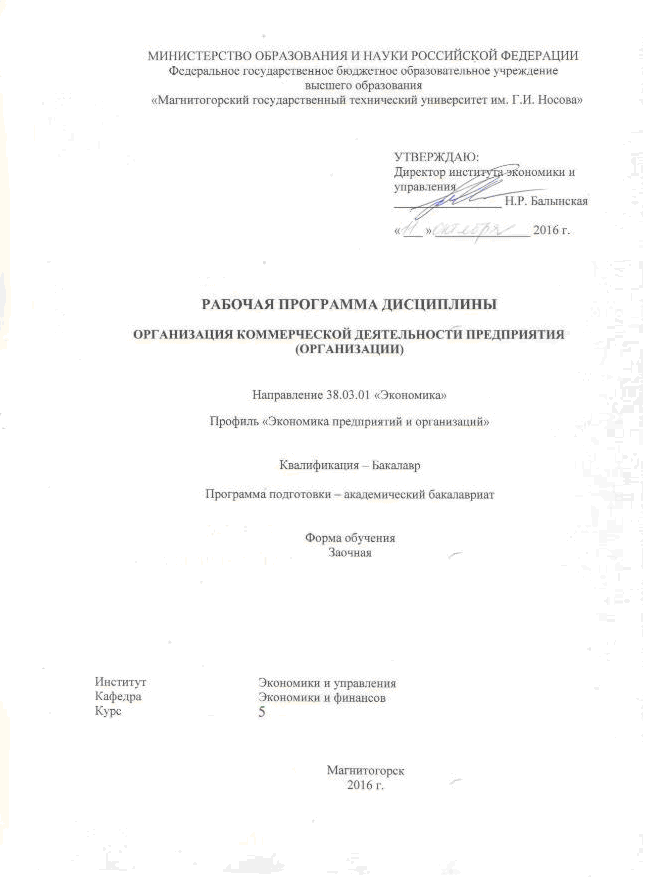 МИНИСТЕРСТВО ОБРАЗОВАНИЯ И НАУКИ РОССИЙСКОЙ ФЕДЕРАЦИИ
Федеральное государственное бюджетное образовательное учреждение
высшего образования
«Магнитогорский государственный технический университет им. Г.И. Носова»
УТВЕРЖДАЮ:
Директор института экономики и
управления
Н.Р. Балынская
« 11 » октября 2016 г.
РАБОЧАЯ ПРОГРАММА ДИСЦИПЛИНЫ
ОРГАНИЗАЦИЯ КОММЕРЧЕСКОЙ ДЕЯТЕЛЬНОСТИ ПРЕДПРИЯТИЯ
(ОРГАНИЗАЦИИ)
Направление 38.03.01 «Экономика»
Профиль «Экономика предприятий и организаций»
Квалификация – Бакалавр
Программа подготовки – академический бакалавриат
Форма обучения
Заочная
Институт Экономики и управления
Кафедра Экономики и финансов
Курс 5
Магнитогорск
2016 г.